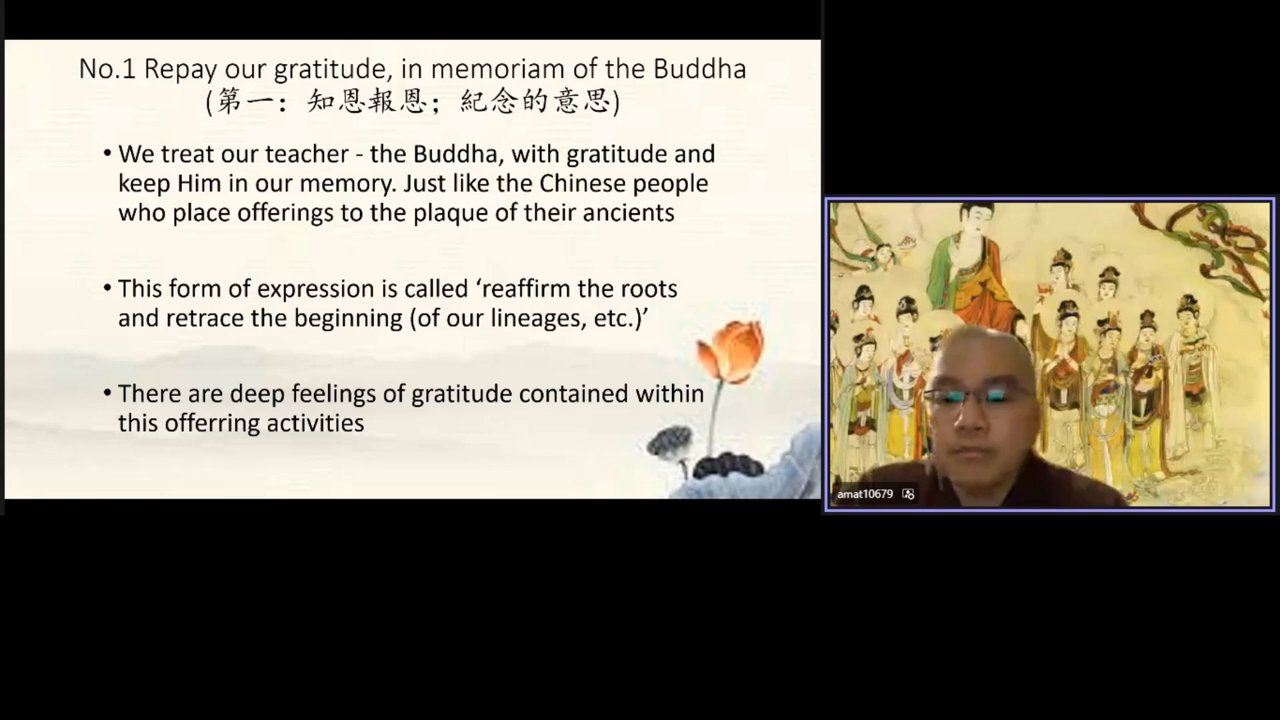 No.1 Repay our gratitude, in memoriam of the Buddha
(第一：知恩報恩；紀念的意思)
• We treat our teacher - the Buddha, with gratitude and
keep Him in our memory. Just like the Chinese people
who place offerings to the plaque of their ancients
• This form of expression is called ‘reaffirm the roots
and retrace the beginning (of our lineages, etc.)’
• There are deep feelings of gratitude contained within
this offerring activities
amat10679